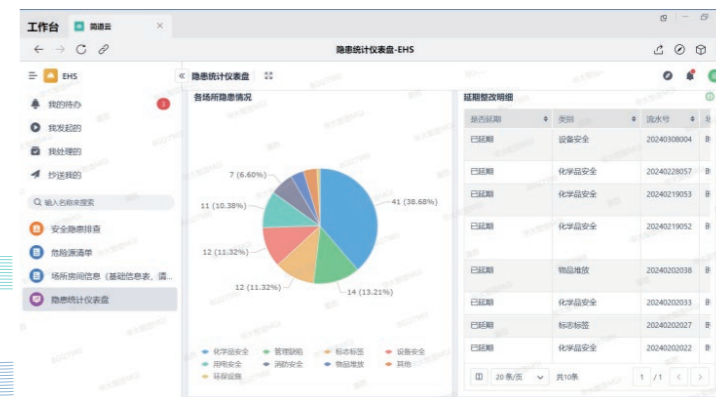 工作台 简道云 ×
隐患统计仪表盘-EHS
EHS
隐患统计仪表盘
我的待办
我发起的
我处理的
抄送我的
输入名称来搜索
安全隐患排查
危险源清单
场所房间信息（基础信息表，请...
隐患统计仪表盘
各场所隐患情况
7 (6.60%)
11 (10.38%)
41 (38.68%)
12 (11.32%)
12 (11.32%)
14 (13.21%)
化学品安全 管理缺陷 标志标签 设备安全
用电安全 消防安全 物品堆放 其他
环保设施
延期整改明细
是否延期 类别 流水号
已延期 设备安全 20240308004
已延期 化学品安全 20240228057
已延期 化学品安全 20240219053
已延期 化学品安全 20240219052
已延期 物品堆放 20240202038
已延期 化学品安全 20240202033
已延期 标志标签 20240202027
已延期 化学品安全 20240202022
20 条/页 共10条 1 /1